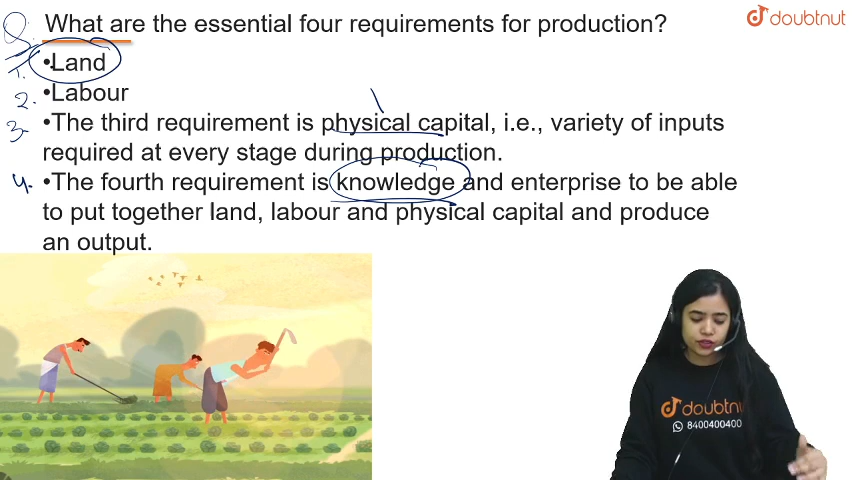 doubtnut
Q. What are the essential four requirements for production?
1. •Land
2. •Labour
3. •The third requirement is physical capital, i.e., variety of inputs
required at every stage during production.
4. •The fourth requirement is knowledge and enterprise to be able
to put together land, labour and physical capital and produce
an output.
doubtnut
8400400400